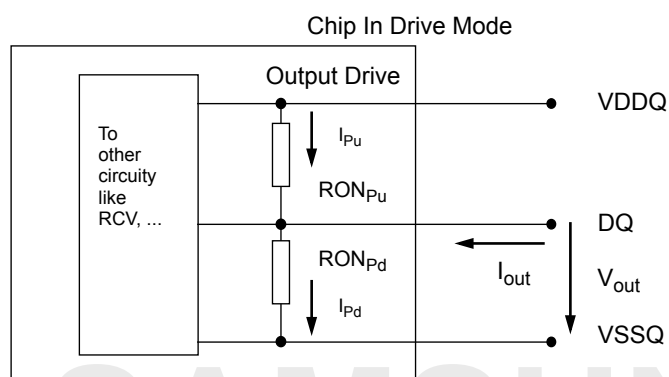 Chip In Drive Mode
Output Drive
VDDQ
To
other
circuity
like
RCV, ...
IPu
RONPu
DQ
RONPd
Iout
Vout
IPd
VSSQ